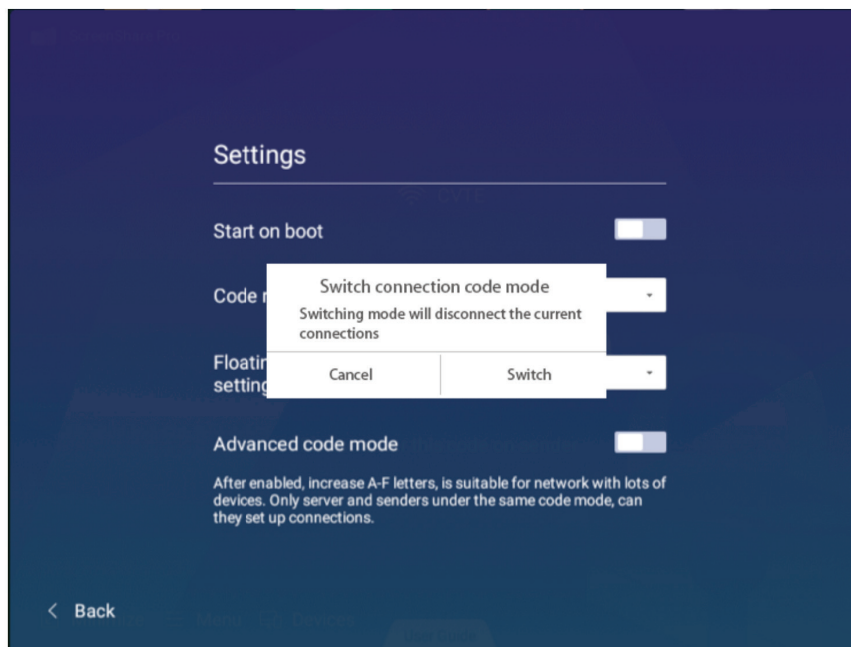 Settings
Start on boot
Switch connection code mode
Code
Switching mode will disconnect the current
connections
Cancel
Switch
setting
Advanced code mode
After enabled, increase A-F letters, is suitable for network with lots of
devices. Only server and senders under the same code mode, can
they set up connections.
Back